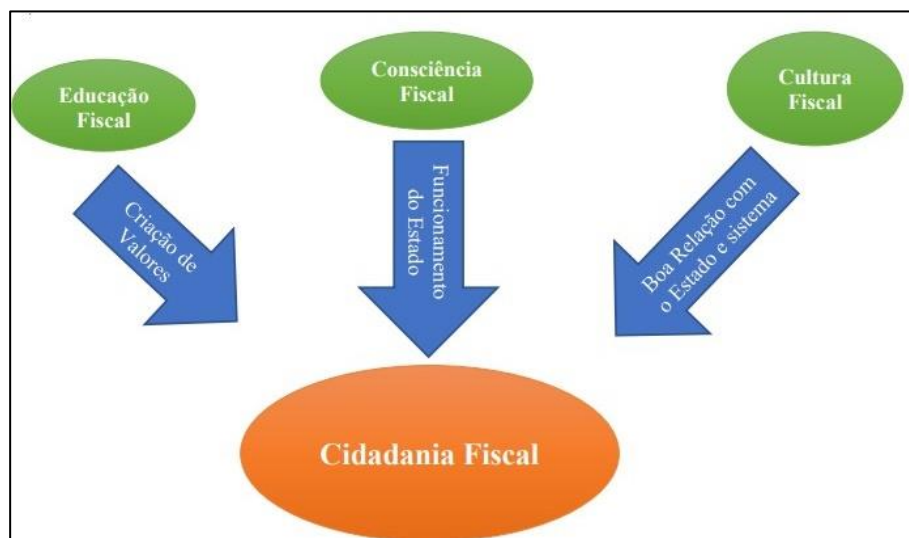 Educação
Fiscal
Consciência
Fiscal
Cultura
Fiscal
Criação de
Valores
Funcionamento
do Estado
Boa Relação com
o Estado e sistema
Cidadania Fiscal